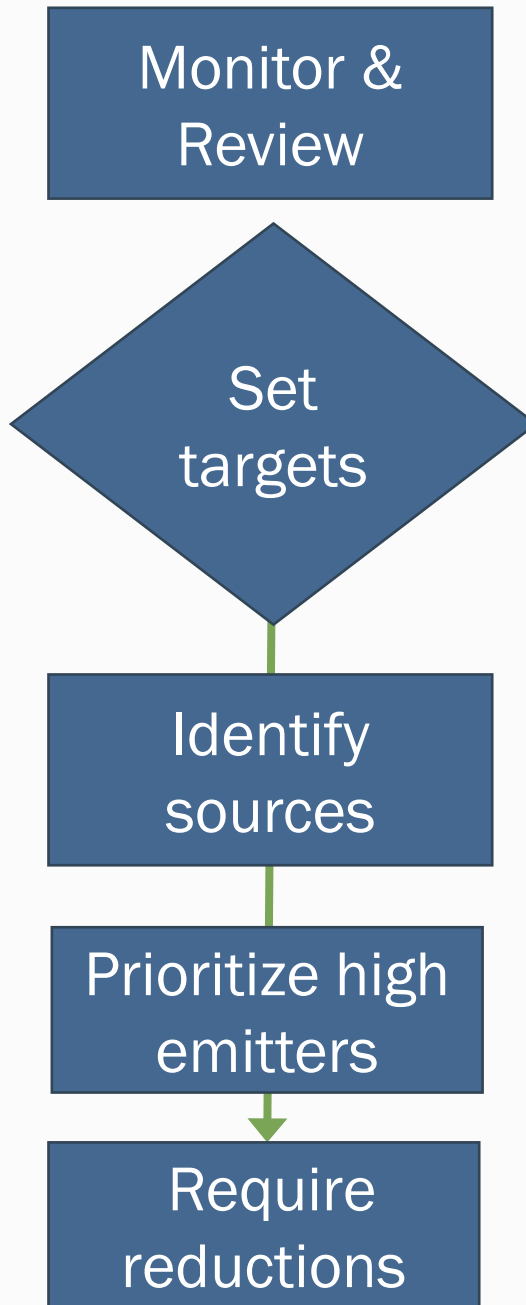 Monitor &
Review
Set
targets
Identify
sources
Prioritize high
emitters
Require
reductions